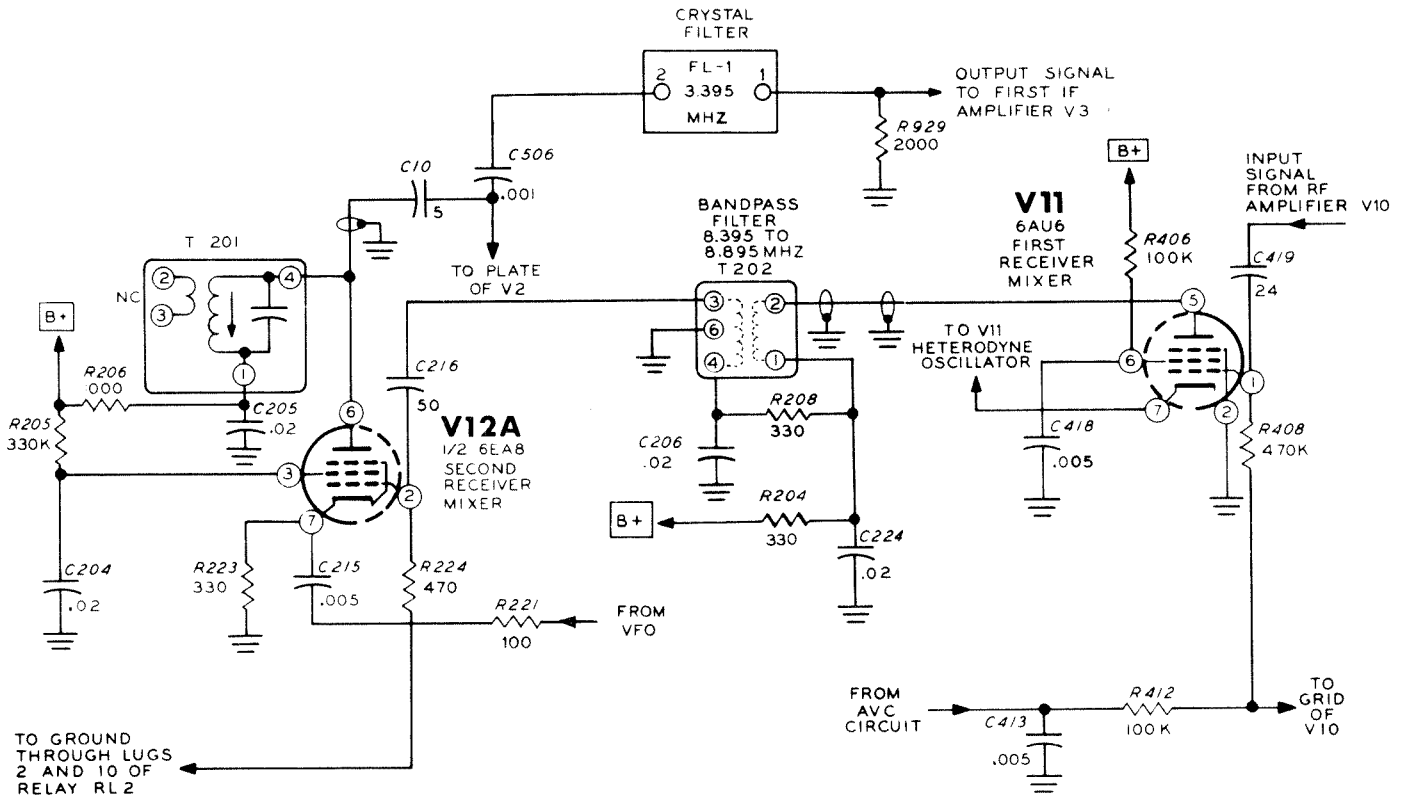 CRYSTAL
FILTER
2
FL-1
1
3.395
MHZ
OUTPUT SIGNAL
TO FIRST IF
AMPLIFIER V3
R929
2000
C506
.001
C10
5
TO PLATE
OF V2
T 201
2
4
NC
3
1
B+
R206
000
R205
330K
C205
.02
6
3
2
7
V12A
1/2 6EA8
SECOND
RECEIVER
MIXER
C216
50
C204
.02
R223
330
C215
.005
R224
470
R221
100
FROM
VFO
TO GROUND
THROUGH LUGS
2 AND 10 OF
RELAY RL2
BANDPASS
FILTER
8.395 TO
8.895MHZ
T202
3
2
6
4
1
R208
330
C206
.02
B+
R204
330
C224
.02
V11
6AU6
FIRST
RECEIVER
MIXER
B+
R406
100K
INPUT
SIGNAL
FROM RF
AMPLIFIER V10
C419
24
TO V11
HETERODYNE
OSCILLATOR
5
6
1
7
2
C418
.005
R408
470K
FROM
AVC
CIRCUIT
C413
.005
R412
100K
TO
GRID
OF
V10